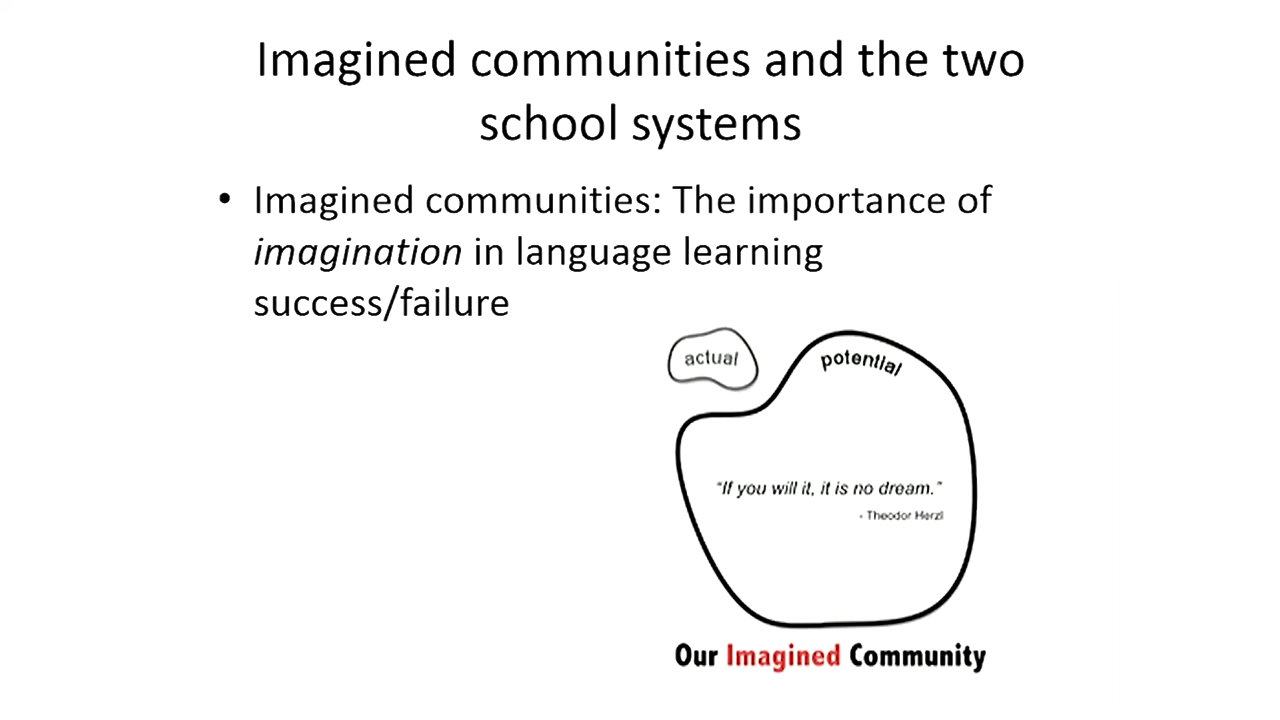 Imagined communities and the two
school systems
• Imagined communities: The importance of
imagination in language learning
success/failure
actual
potential
"If you will it, it is no dream."
- Theodor Herzl
Our Imagined Community